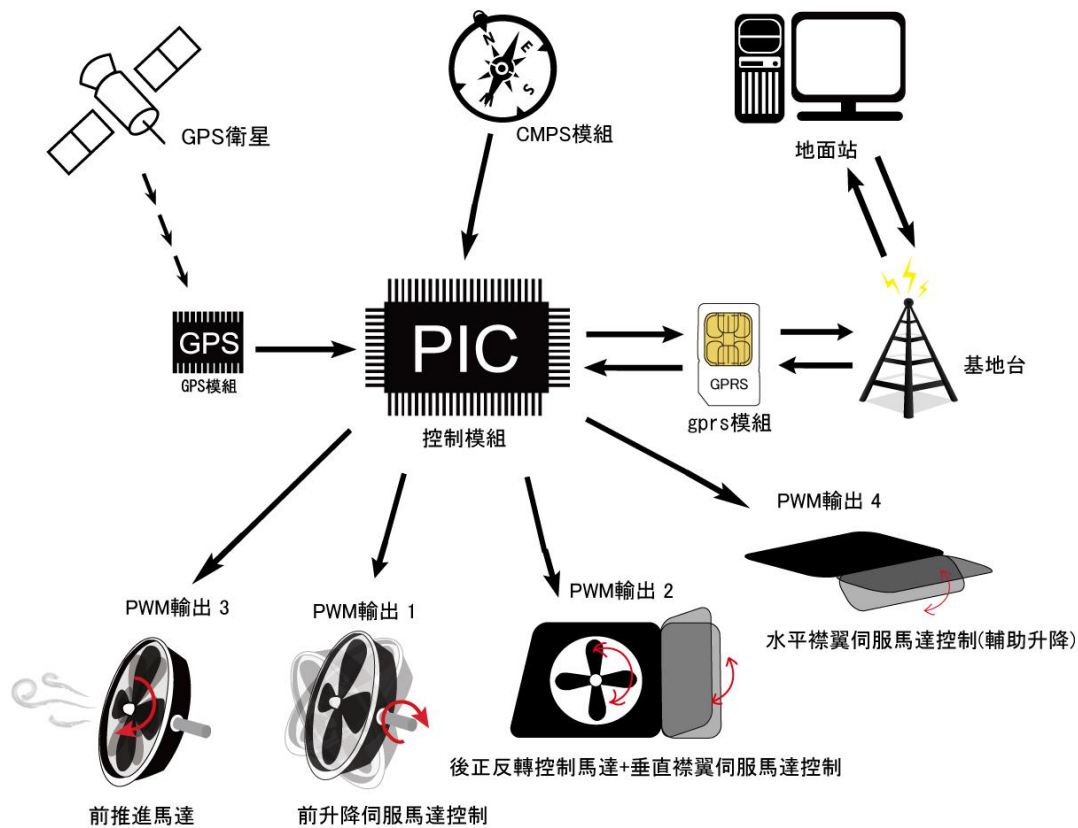 N
E
S
W
GPS衛星
CMPS模組
地面站
GPS
GPS模組
PIC
控制模組
GPRS
gprs模組
基地台
PWM輸出 3
PWM輸出 1
PWM輸出 2
PWM輸出 4
水平襟翼伺服馬達控制(輔助升降)
後正反轉控制馬達+垂直襟翼伺服馬達控制
前推進馬達
前升降伺服馬達控制